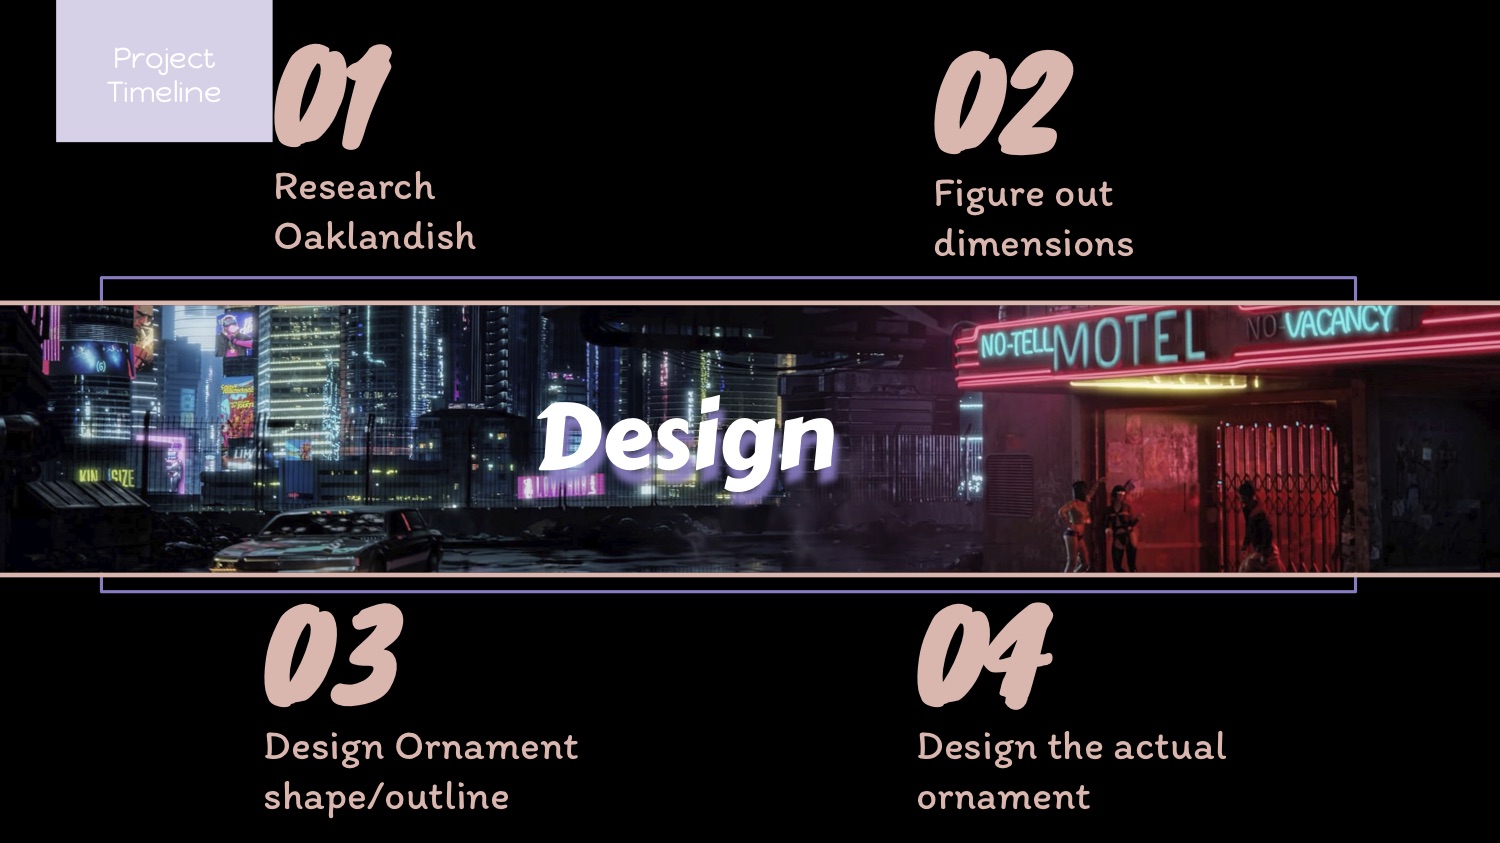 Project
Timeline
01
Research
Oaklandish
02
Figure out
dimensions
NO-TELL MOTEL
NO-VACANCY
Design
KING SIZE
03
Design Ornament
shape/outline
04
Design the actual
ornament